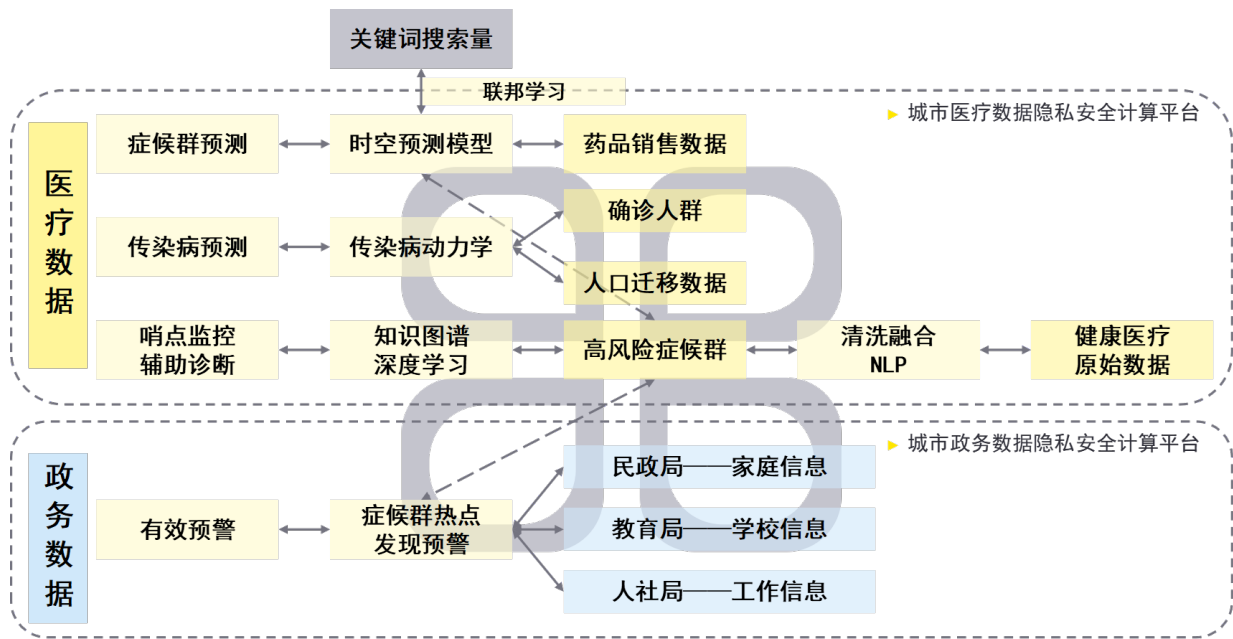 关键词搜索量
联邦学习
城市医疗数据隐私安全计算平台
医疗数据
症候群预测
时空预测模型
药品销售数据
确诊人群
传染病预测
传染病动力学
人口迁移数据
哨点监控
辅助诊断
知识图谱
深度学习
高风险症候群
清洗融合
NLP
健康医疗
原始数据
城市政务数据隐私安全计算平台
政务数据
民政局——家庭信息
有效预警
症候群热点
发现预警
教育局——学校信息
人社局——工作信息